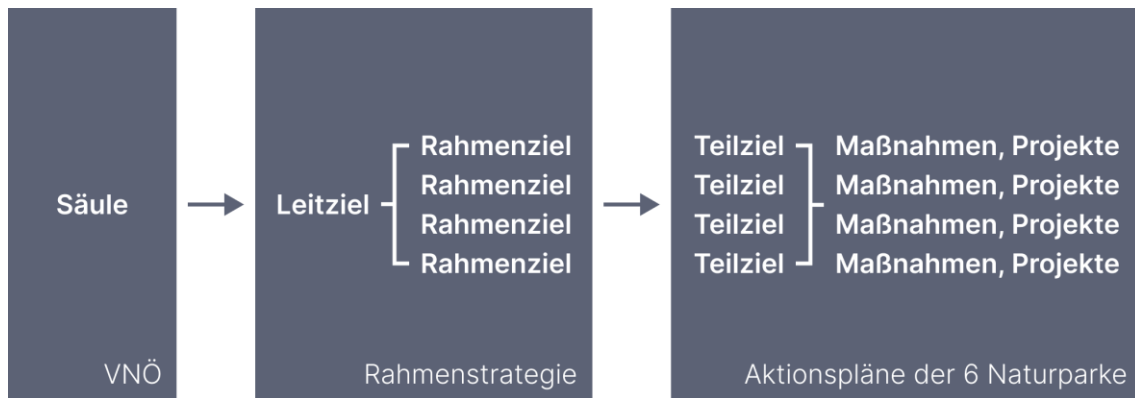 Säule
VNÖ
Leitziel
Rahmenziel
Rahmenziel
Rahmenziel
Rahmenziel
Rahmenstrategie
Teilziel Maßnahmen, Projekte
Teilziel Maßnahmen, Projekte
Teilziel Maßnahmen, Projekte
Teilziel Maßnahmen, Projekte
Aktionspläne der 6 Naturparke